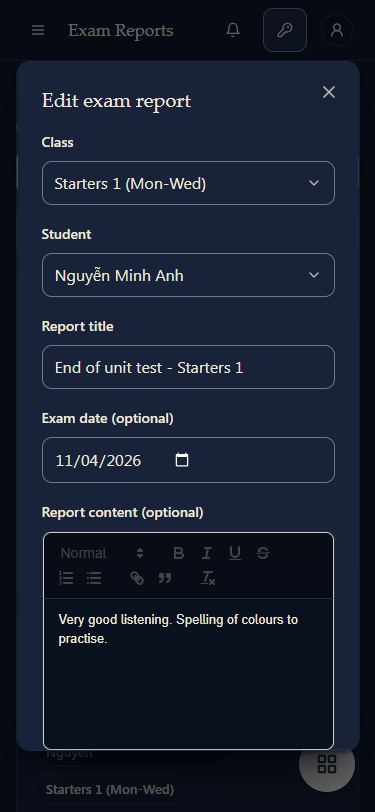 Exam Reports
Edit exam report
Class
Starters 1 (Mon-Wed)
Student
Nguyễn Minh Anh
Report title
End of unit test - Starters 1
Exam date (optional)
11/04/2026
Report content (optional)
Normal
B I U S
Very good listening. Spelling of colours to
practise.
Nguyen
Starters 1 (Mon-Wed)